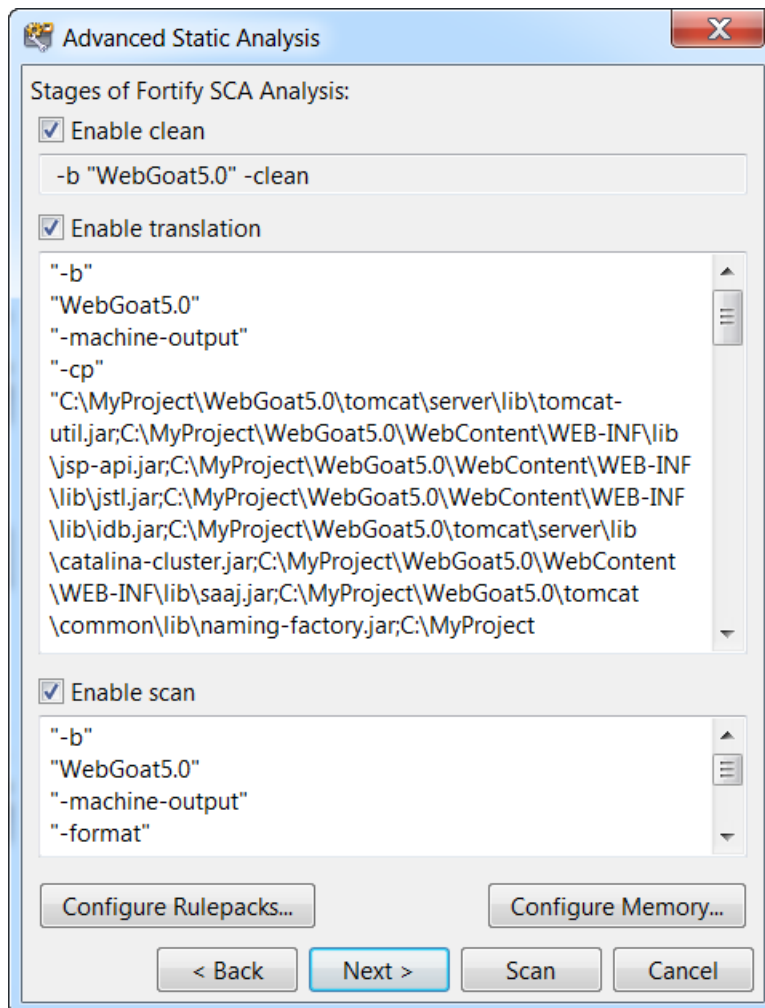 Advanced Static Analysis
X
Stages of Fortify SCA Analysis:
Enable clean
-b "WebGoat5.0" -clean
Enable translation
"-b"
"WebGoat5.0"
"-machine-output"
"-cp"
"C:\MyProject\WebGoat5.0\tomcat\server\lib\tomcat-
util.jar;C:\MyProject\WebGoat5.0\WebContent\WEB-INF\lib
\jsp-api.jar;C:\MyProject\WebGoat5.0\WebContent\WEB-INF
\lib\jstl.jar;C:\MyProject\WebGoat5.0\WebContent\WEB-INF
\lib\idb.jar;C:\MyProject\WebGoat5.0\tomcat\server\lib
\catalina-cluster.jar;C:\MyProject\WebGoat5.0\WebContent
\WEB-INF\lib\saaj.jar;C:\MyProject\WebGoat5.0\tomcat
\common\lib\naming-factory.jar;C:\MyProject
Enable scan
"-b"
"WebGoat5.0"
"-machine-output"
"-format"
Configure Rulepacks... Configure Memory...
< Back Next > Scan Cancel